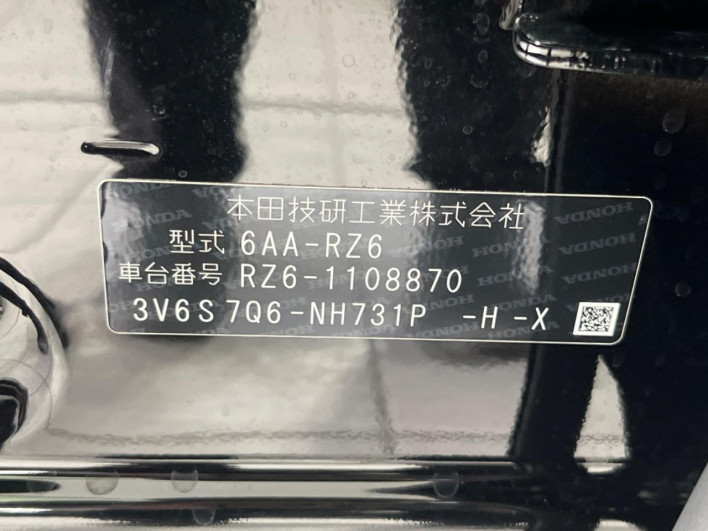 本田技研工業株式会社
型式 6AA-RZ6
車台番号 RZ6-1108870
3V6S7Q6-NH731P -H -X